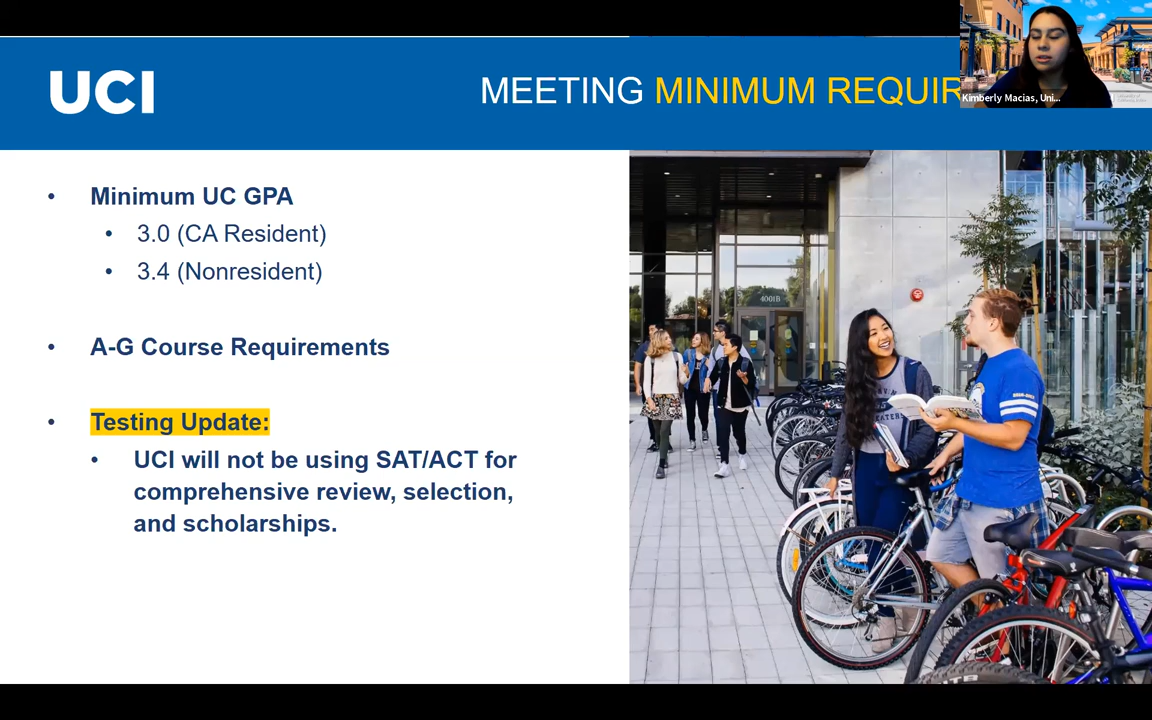 UCI
MEETING MINIMUM REQUIR
Kimberly Macias, Uni...
• Minimum UC GPA
• 3.0 (CA Resident)
• 3.4 (Nonresident)
• A-G Course Requirements
• Testing Update:
• UCI will not be using SAT/ACT for
comprehensive review, selection,
and scholarships.
4001B